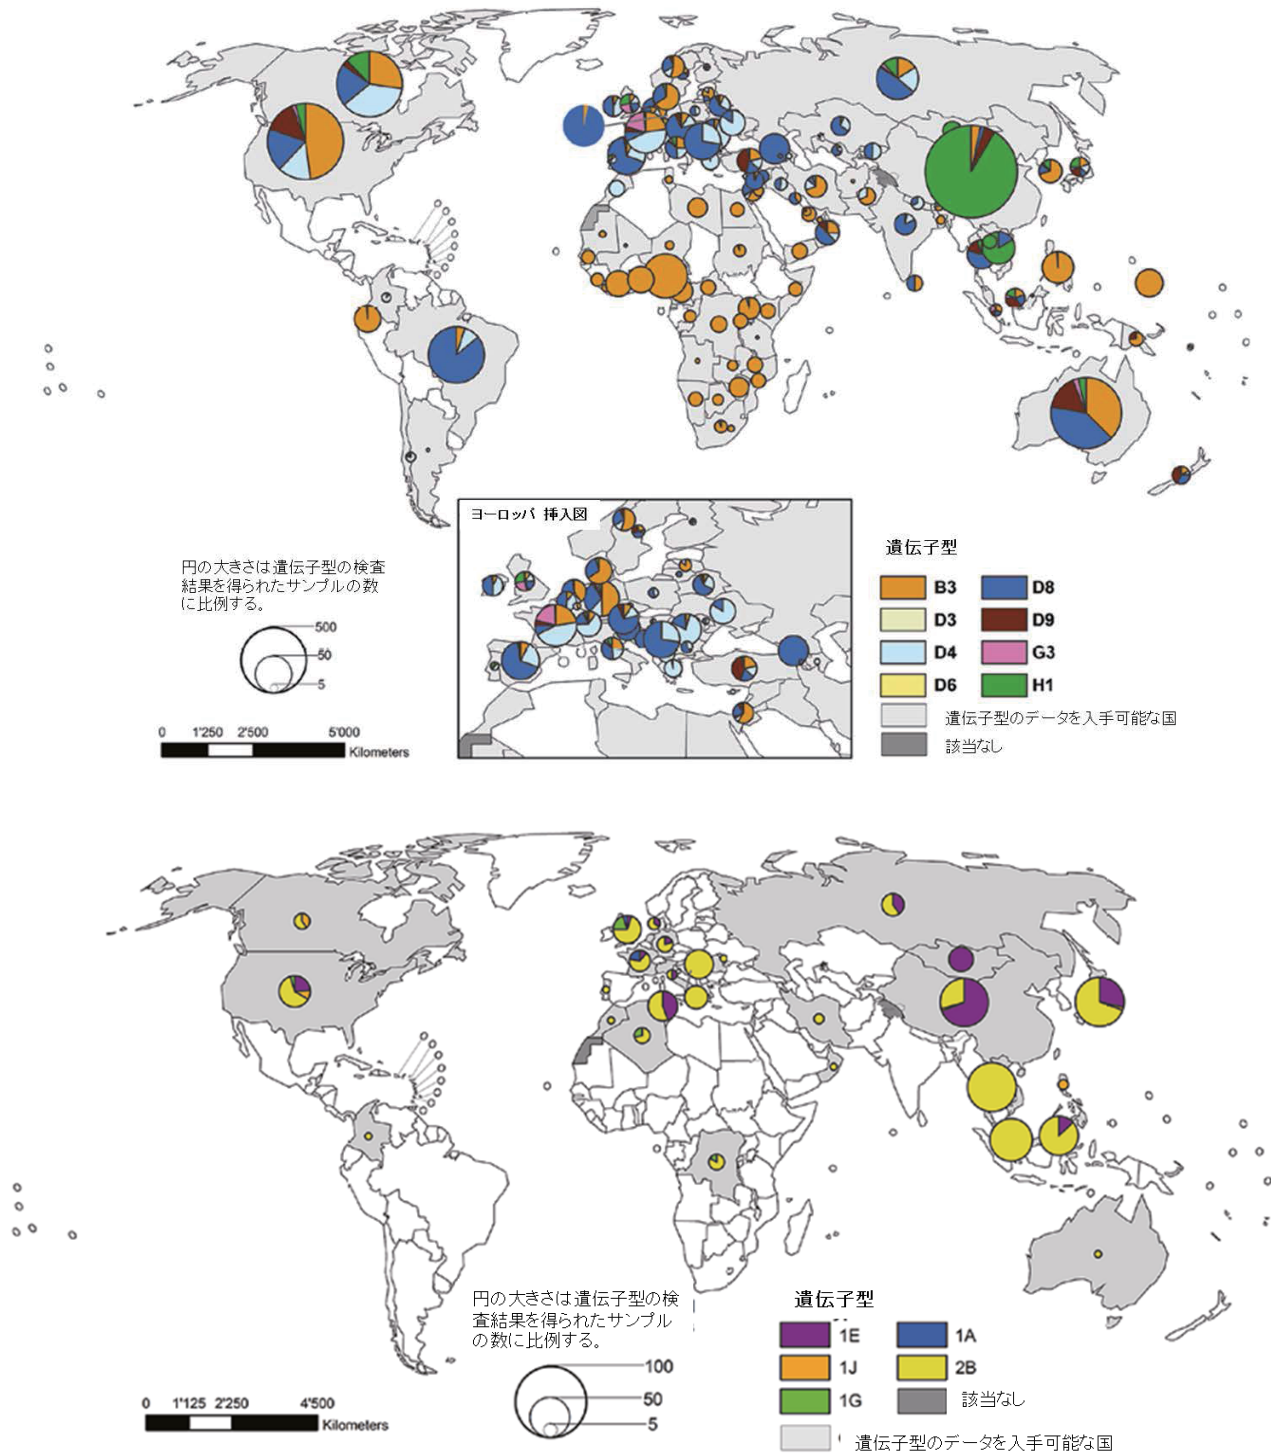 ヨーロッパ 挿入図
円の大きさは遺伝子型の検査
結果を得られたサンプルの数
に比例する。
500
50
5
0 1'250 2'500 5'000
Kilometers
遺伝子型
B3 D8
D3 D9
D4 G3
D6 H1
遺伝子型のデータを入手可能な国
該当なし
円の大きさは遺伝子型の検
査結果を得られたサンプル
の数に比例する。
100
50
5
0 1'125 2'250 4'500
Kilometers
遺伝子型
1E 1A
1J 2B
1G 該当なし
遺伝子型のデータを入手可能な国